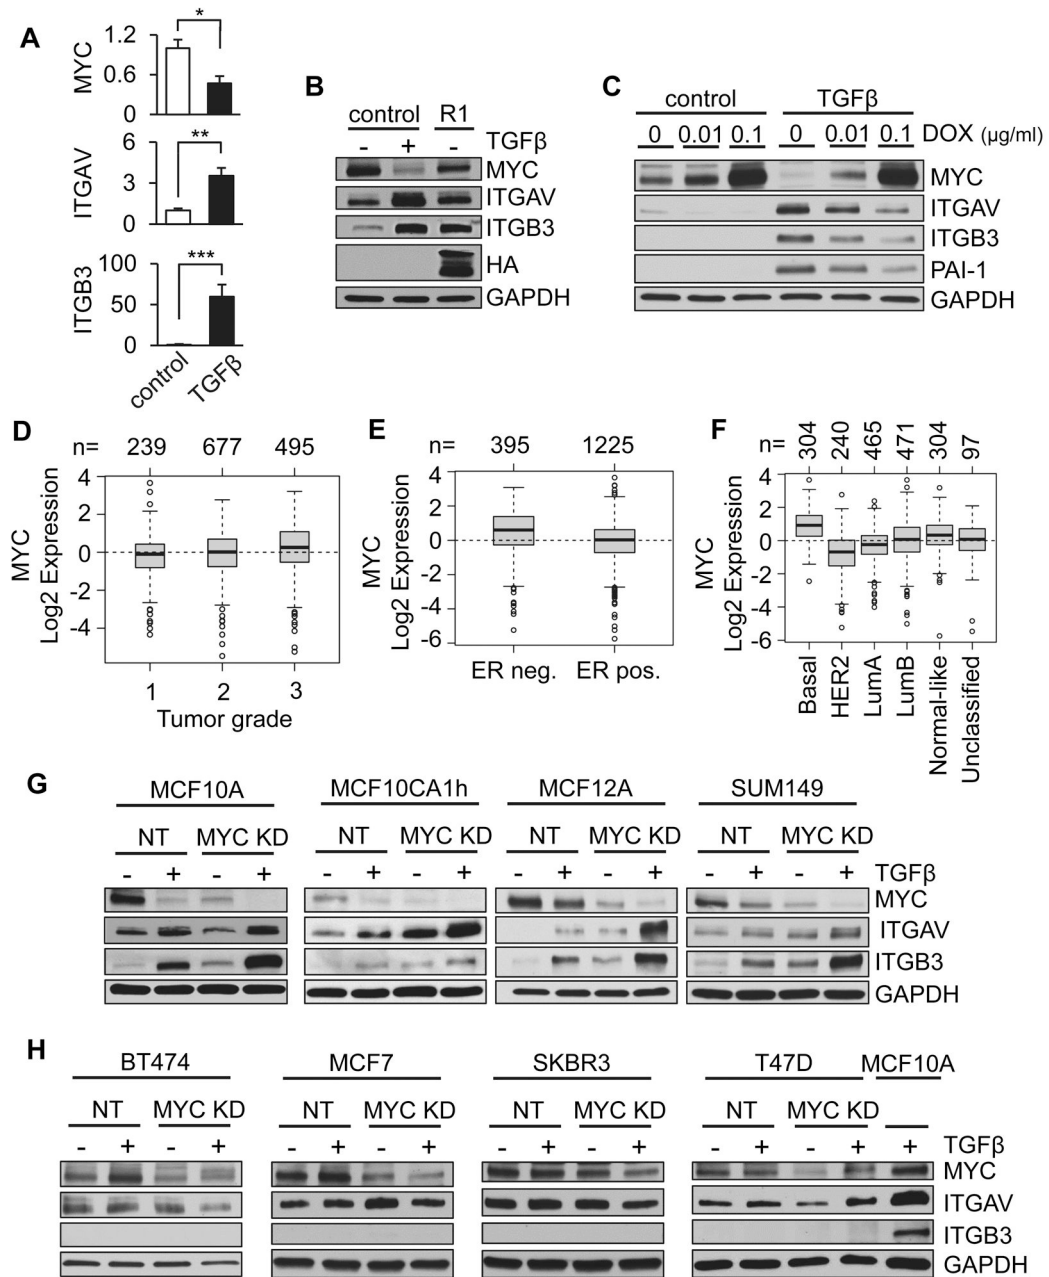 A
MYC
1.2
0.6
0
*
ITGAV
6
3
0
**
ITGB3
100
50
0
***
control
TGFβ
B
control R1
- + - TGFβ
MYC
ITGAV
ITGB3
HA
GAPDH
C
control TGFβ
0 0.01 0.1 0 0.01 0.1 DOX (μg/ml)
MYC
ITGAV
ITGB3
PAI-1
GAPDH
D
n= 239 677 495
MYC
Log2 Expression
4
2
0
-2
-4
1 2 3
Tumor grade
E
n= 395 1225
MYC
Log2 Expression
4
2
0
-2
-4
-6
ER neg. ER pos.
F
n= 304 240 465 471 304 97
MYC
Log2 Expression
4
2
0
-2
-4
-6
Basal
HER2
LumA
LumB
Normal-like
Unclassified
G
MCF10A MCF10CA1h MCF12A SUM149
NT MYC KD NT MYC KD NT MYC KD NT MYC KD
- + - + - + - + - + - + - + - + TGFβ
MYC
ITGAV
ITGB3
GAPDH
H
BT474 MCF7 SKBR3 T47D MCF10A
NT MYC KD NT MYC KD NT MYC KD NT MYC KD
- + - + - + - + - + - + - + - + + TGFβ
MYC
ITGAV
ITGB3
GAPDH